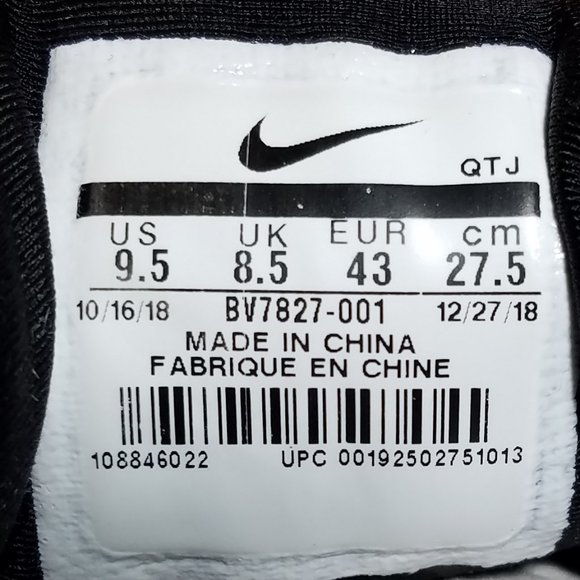 QTJ
US UK EUR cm
9.5 8.5 43 27.5
10/16/18 BV7827-001 12/27/18
MADE IN CHINA
FABRIQUE EN CHINE
108846022 UPC 00192502751013